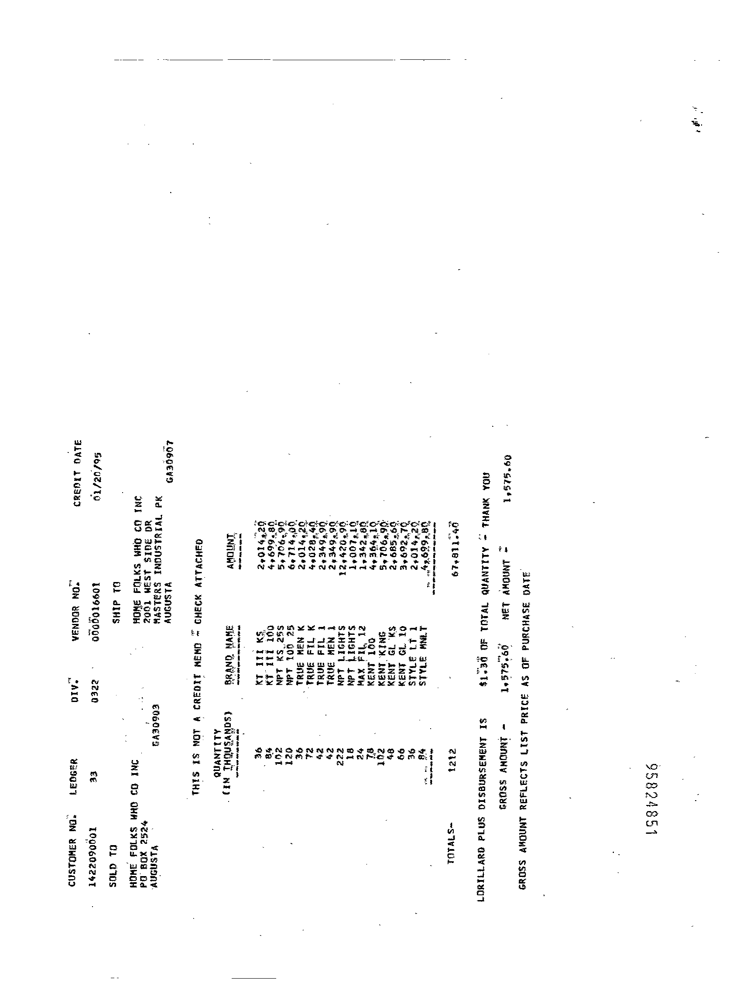 CUSTOMER NO. LEDGER DIV. VENDOR NO. CREDIT DATE
1422090001 33 0322 0000016601 01/20/95
SOLD TO SHIP TO
HOME FOLKS WHO CO INC HOME FOLKS WHO CO INC
PO BOX 2524 2001 WEST SIDE DR
AUGUSTA MASTERS INDUSTRIAL PK
GA30903 AUGUSTA
GA30907
THIS IS NOT A CREDIT MEMO - CHECK ATTACHED
QUANTITY
(IN THOUSANDS) BRAND NAME AMOUNT
36 KT III KS 2,014.20
84 KT III 100 4,699.80
102 NPT KS 25S 5,706.90
120 NPT 100 25 6,714.00
36 TRUE MEN K 2,014.20
72 TRUE FIL K 4,028.40
42 TRUE FIL 1 2,349.90
42 TRUE MEN 1 2,349.90
222 NPT LIGHTS 12,420.90
18 NPT LIGHTS 1,007.10
24 MAX FIL 12 1,342.80
78 KENT 100 4,364.10
102 KENT KING 5,706.90
48 KENT GL KS 2,685.60
66 KENT GL 10 3,692.70
36 STYLE LT 1 2,014.20
84 STYLE MNLT 4,699.80
TOTALS- 1212 67,811.40
LORILLARD PLUS DISBURSEMENT IS $1.30 OF TOTAL QUANTITY - THANK YOU
GROSS AMOUNT - 1,575.60 NET AMOUNT - 1,575.60
GROSS AMOUNT REFLECTS LIST PRICE AS OF PURCHASE DATE
95824851